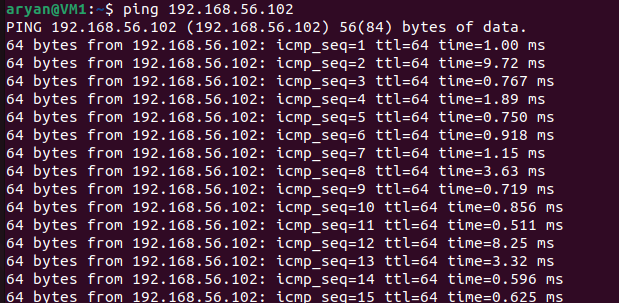 aryan@VM1:~$ ping 192.168.56.102
PING 192.168.56.102 (192.168.56.102) 56(84) bytes of data.
64 bytes from 192.168.56.102: icmp_seq=1 ttl=64 time=1.00 ms
64 bytes from 192.168.56.102: icmp_seq=2 ttl=64 time=9.72 ms
64 bytes from 192.168.56.102: icmp_seq=3 ttl=64 time=0.767 ms
64 bytes from 192.168.56.102: icmp_seq=4 ttl=64 time=1.89 ms
64 bytes from 192.168.56.102: icmp_seq=5 ttl=64 time=0.750 ms
64 bytes from 192.168.56.102: icmp_seq=6 ttl=64 time=0.918 ms
64 bytes from 192.168.56.102: icmp_seq=7 ttl=64 time=1.15 ms
64 bytes from 192.168.56.102: icmp_seq=8 ttl=64 time=3.63 ms
64 bytes from 192.168.56.102: icmp_seq=9 ttl=64 time=0.719 ms
64 bytes from 192.168.56.102: icmp_seq=10 ttl=64 time=0.856 ms
64 bytes from 192.168.56.102: icmp_seq=11 ttl=64 time=0.511 ms
64 bytes from 192.168.56.102: icmp_seq=12 ttl=64 time=8.25 ms
64 bytes from 192.168.56.102: icmp_seq=13 ttl=64 time=3.32 ms
64 bytes from 192.168.56.102: icmp_seq=14 ttl=64 time=0.596 ms
64 bytes from 192.168.56.102: icmp_seq=15 ttl=64 time=0.625 ms